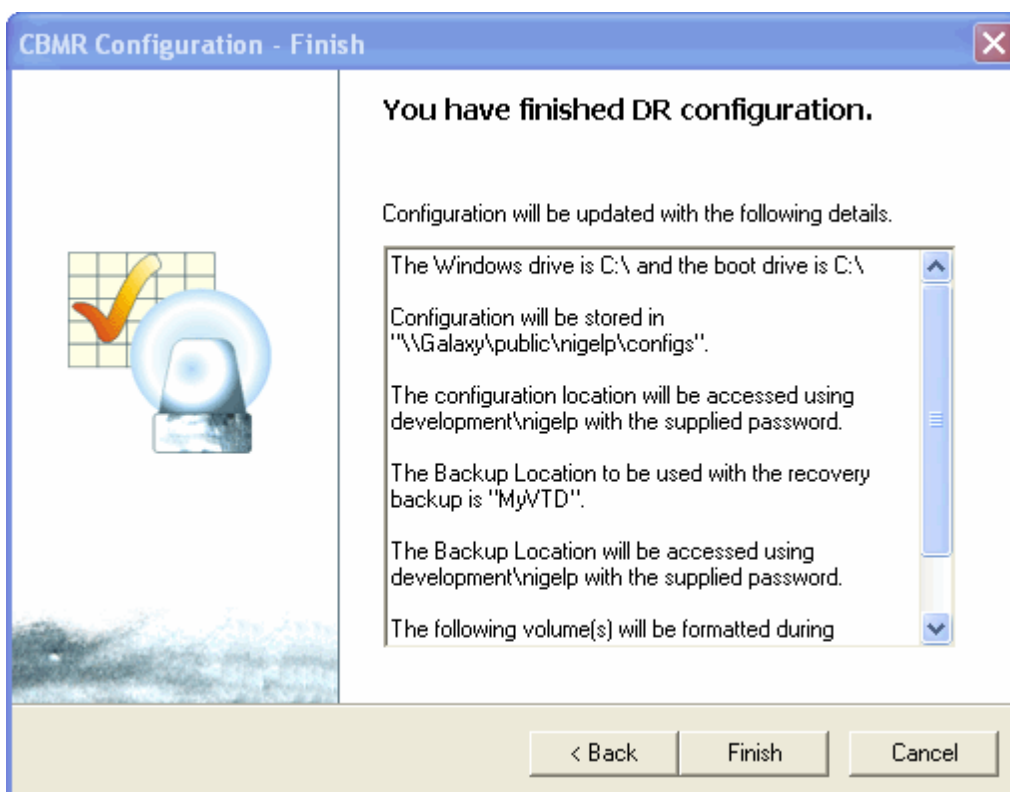 CBMR Configuration - Finish
You have finished DR configuration.
Configuration will be updated with the following details.
The Windows drive is C:\ and the boot drive is C:\
Configuration will be stored in
"\\Galaxy\public\nigelp\configs".
The configuration location will be accessed using
development\nigelp with the supplied password.
The Backup Location to be used with the recovery
backup is "MyVTD".
The Backup Location will be accessed using
development\nigelp with the supplied password.
The following volume(s) will be formatted during
< Back
Finish
Cancel